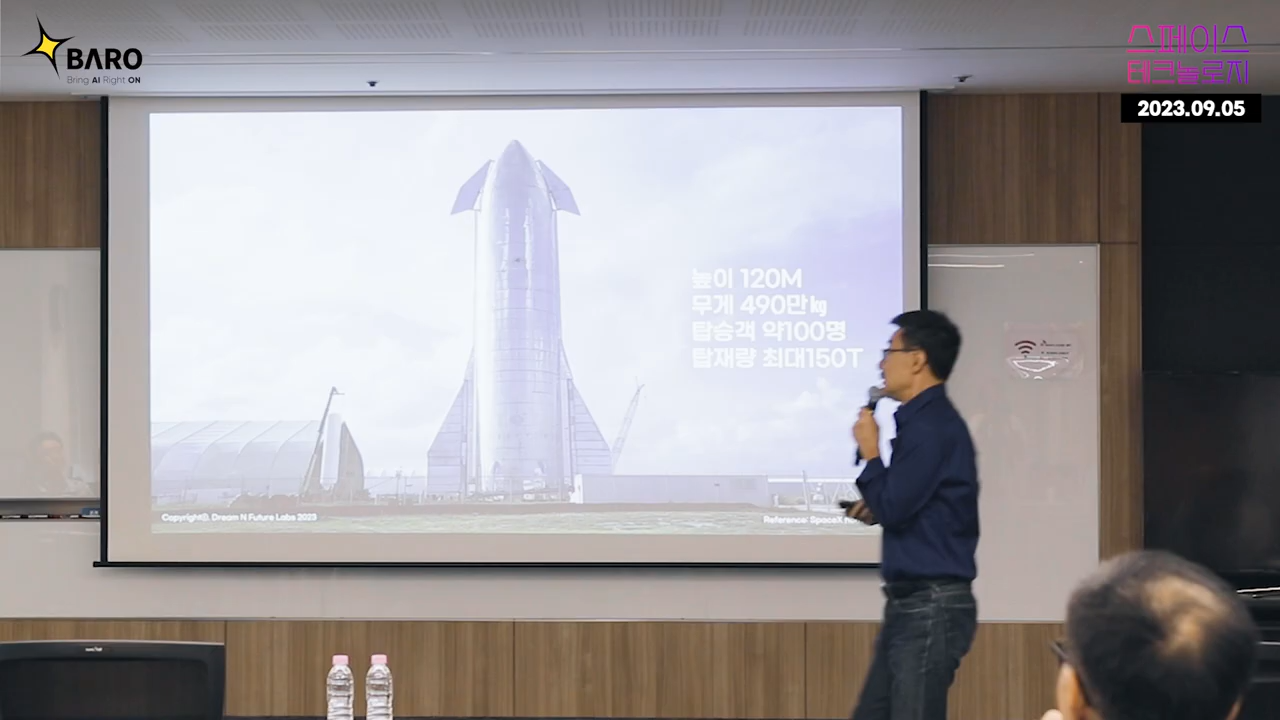 BARO
Bring AI Right ON
스페이스
테크놀로지
2023.09.05
높이 120M
무게 490만㎏
탑승객 약100명
탑재량 최대150T
Copyrightⓒ. Dream N Future Labs 2023
Reference: SpaceX